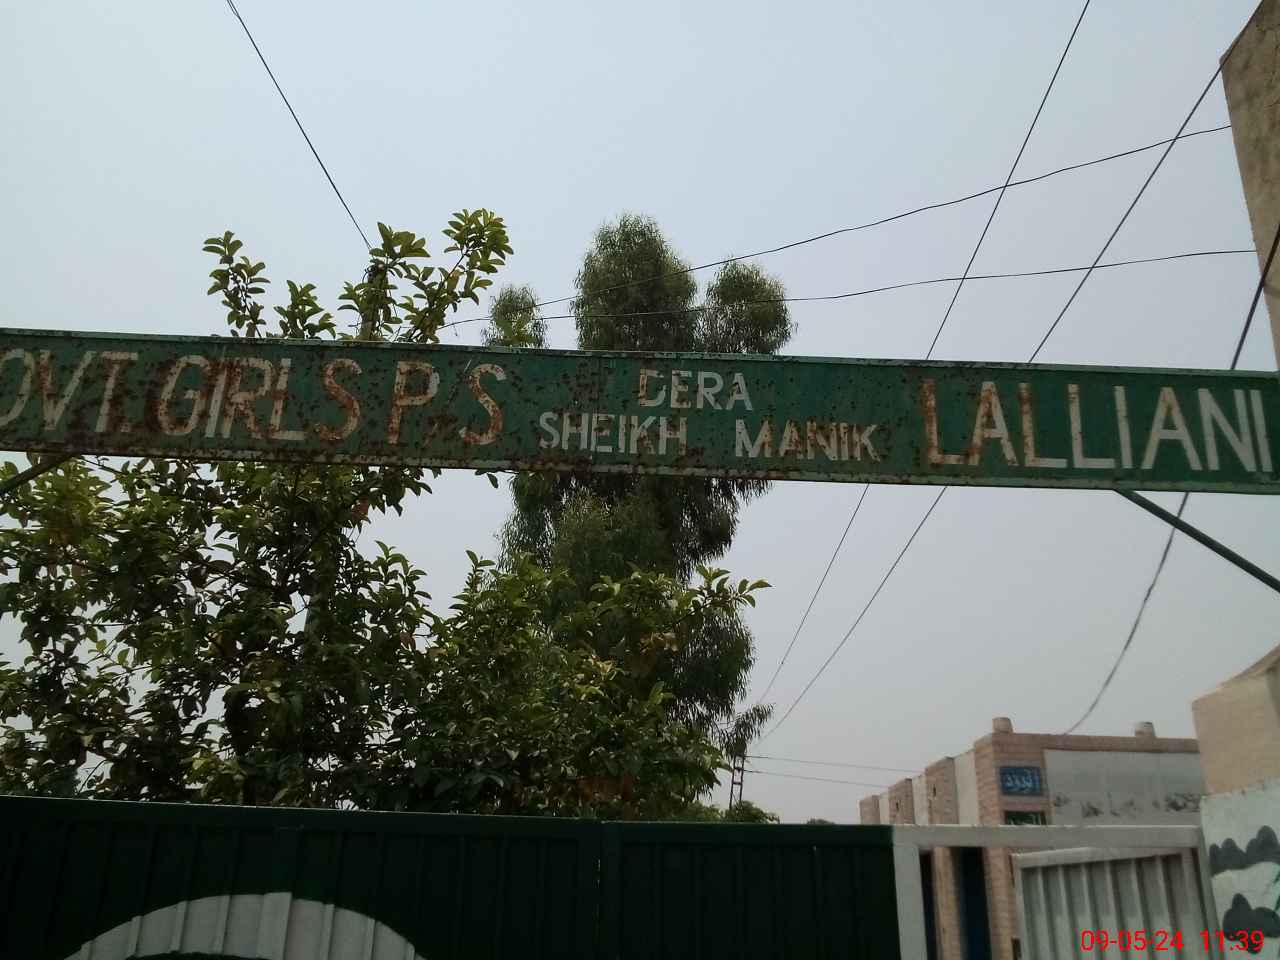 OVT. GIRLS P/S DERA SHEIKH MANIK LALLIANI
09-05-24 11:39